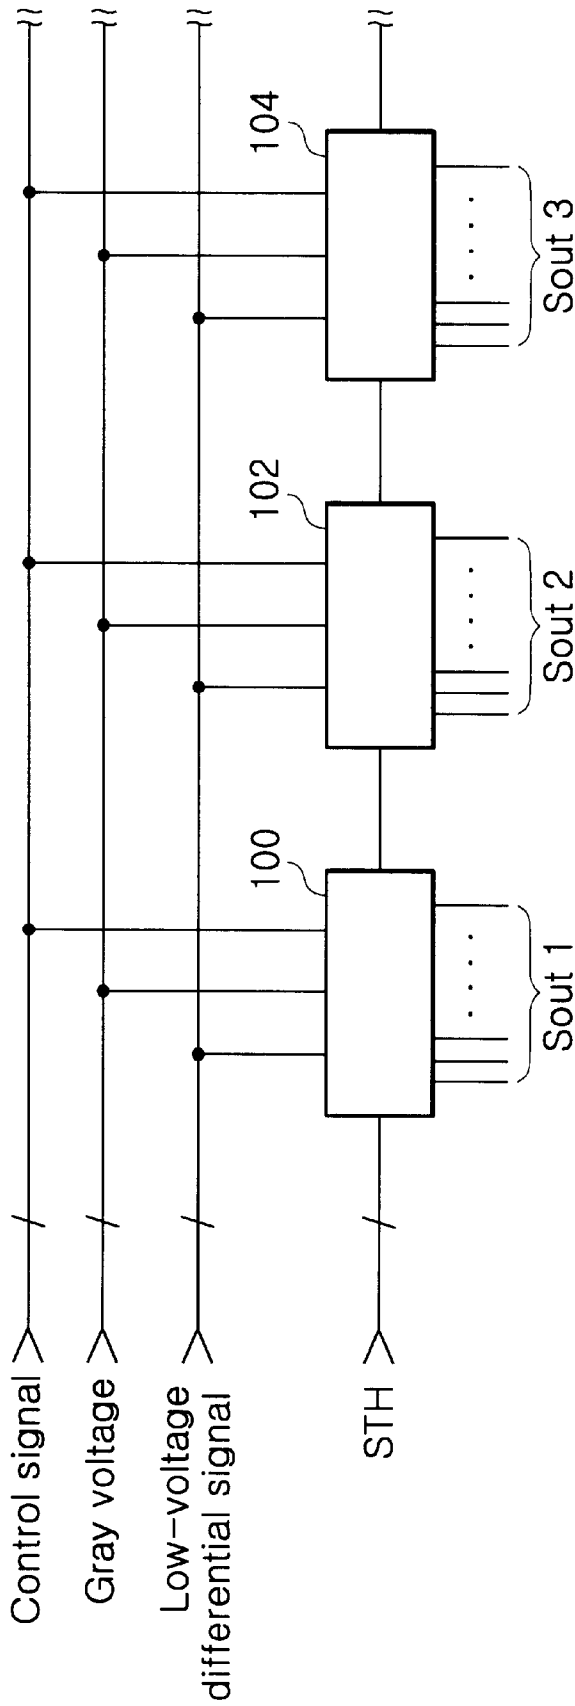 Control signal
Gray voltage
Low-voltage
differential signal
STH
100
102
104
Sout 1
Sout 2
Sout 3